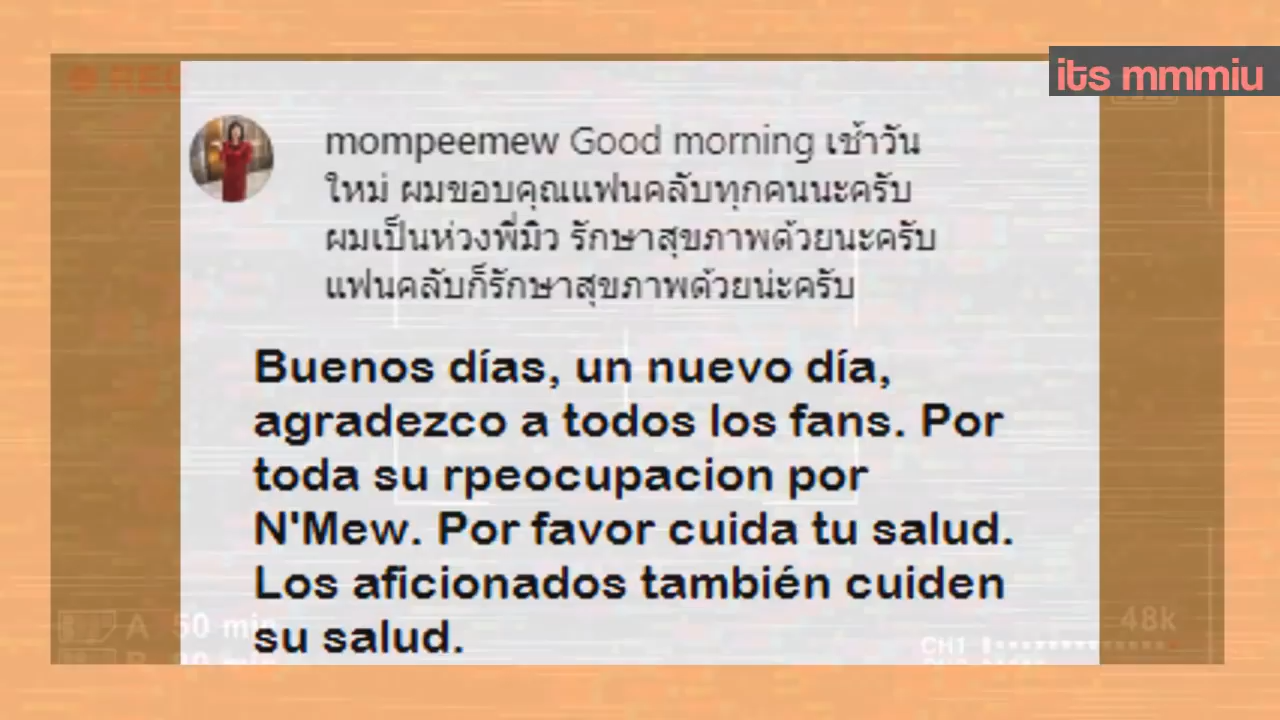 REC
its mmmiu
mompeemew Good morning เช้าวัน
ใหม่ ผมขอบคุณแฟนคลับทุกคนนะครับ
ผมเป็นห่วงพี่มิว รักษาสุขภาพด้วยนะครับ
แฟนคลับก็รักษาสุขภาพด้วยน่ะครับ
Buenos días, un nuevo día,
agradezco a todos los fans. Por
toda su rpeocupacion por
N'Mew. Por favor cuida tu salud.
Los aficionados también cuiden
su salud.
A 50 min
48k
CH1